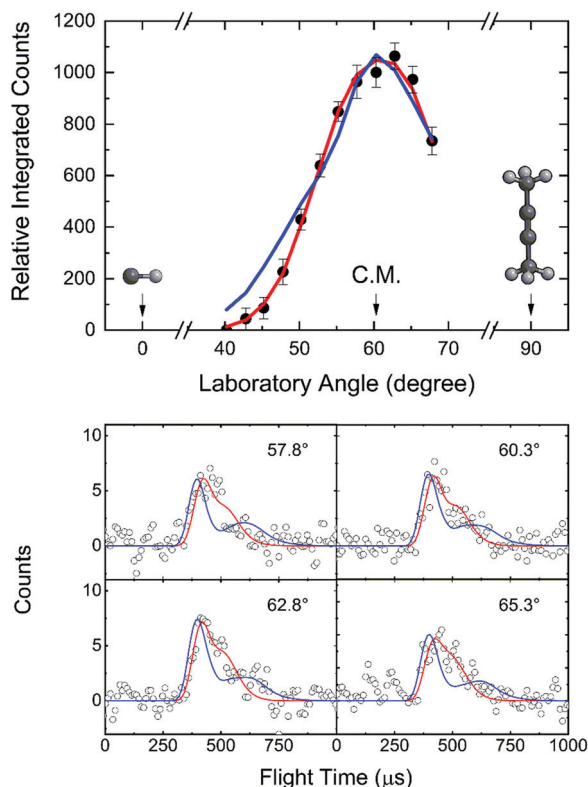 Relative Integrated Counts
1200
1000
800
600
400
200
0
C.M.
0 40 50 60 70 90
Laboratory Angle (degree)
Counts
10
5
0
57.8°
60.3°
10
5
0
62.8°
65.3°
0 250 500 750 0 250 500 750 1000
Flight Time (μs)